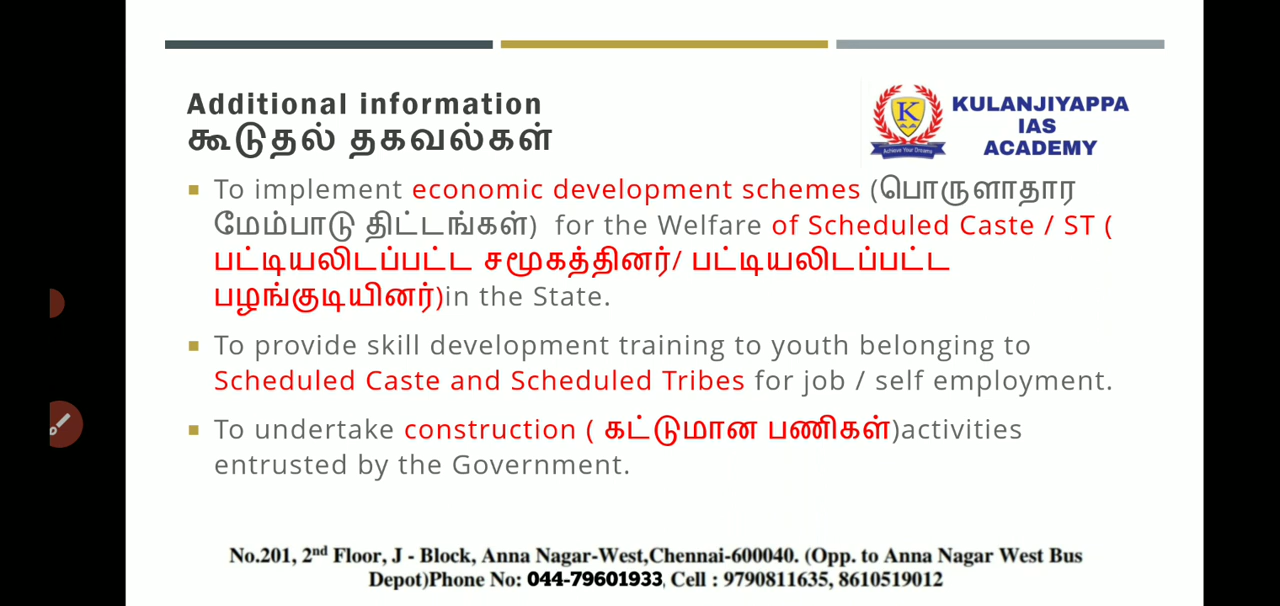 Additional information
கூடுதல் தகவல்கள்
KULANJIYAPPA
IAS
ACADEMY
K
Achieve Your Dreams
To implement economic development schemes (பொருளாதார
மேம்பாடு திட்டங்கள்) for the Welfare of Scheduled Caste / ST (
பட்டியலிடப்பட்ட சமூகத்தினர்/ பட்டியலிடப்பட்ட
பழங்குடியினர்)in the State.
To provide skill development training to youth belonging to
Scheduled Caste and Scheduled Tribes for job / self employment.
To undertake construction ( கட்டுமான பணிகள்)activities
entrusted by the Government.
No.201, 2nd Floor, J - Block, Anna Nagar-West,Chennai-600040. (Opp. to Anna Nagar West Bus
Depot)Phone No: 044-79601933, Cell : 9790811635, 8610519012